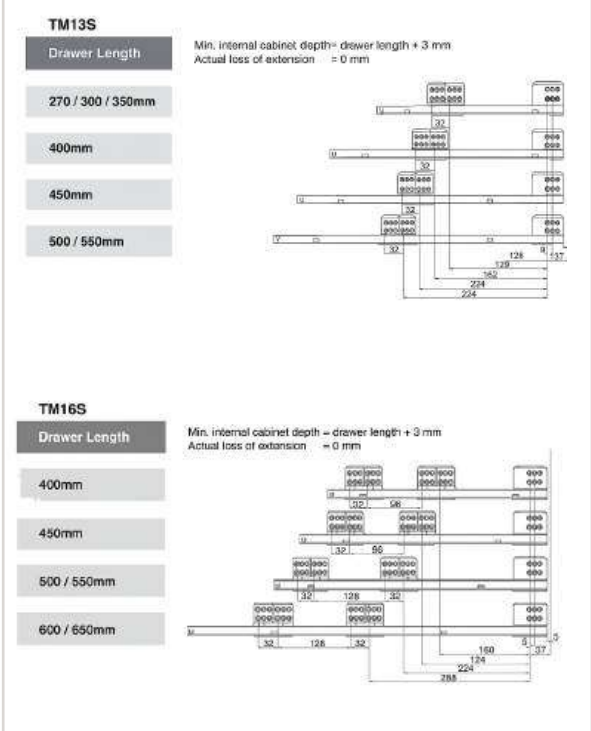 TM13S
Drawer Length
Min. internal cabinet depth= drawer length + 3 mm
Actual loss of extension = 0 mm
270 / 300 / 350mm
32
400mm
32
450mm
32
500 / 550mm
32
9
128
137
129
162
224
224
TM16S
Drawer Length
Min. internal cabinet depth = drawer length + 3 mm
Actual loss of extension = 0 mm
400mm
32
96
450mm
32
96
500 / 550mm
32
128
32
600 / 650mm
32
128
32
160
5
37
5
124
224
288